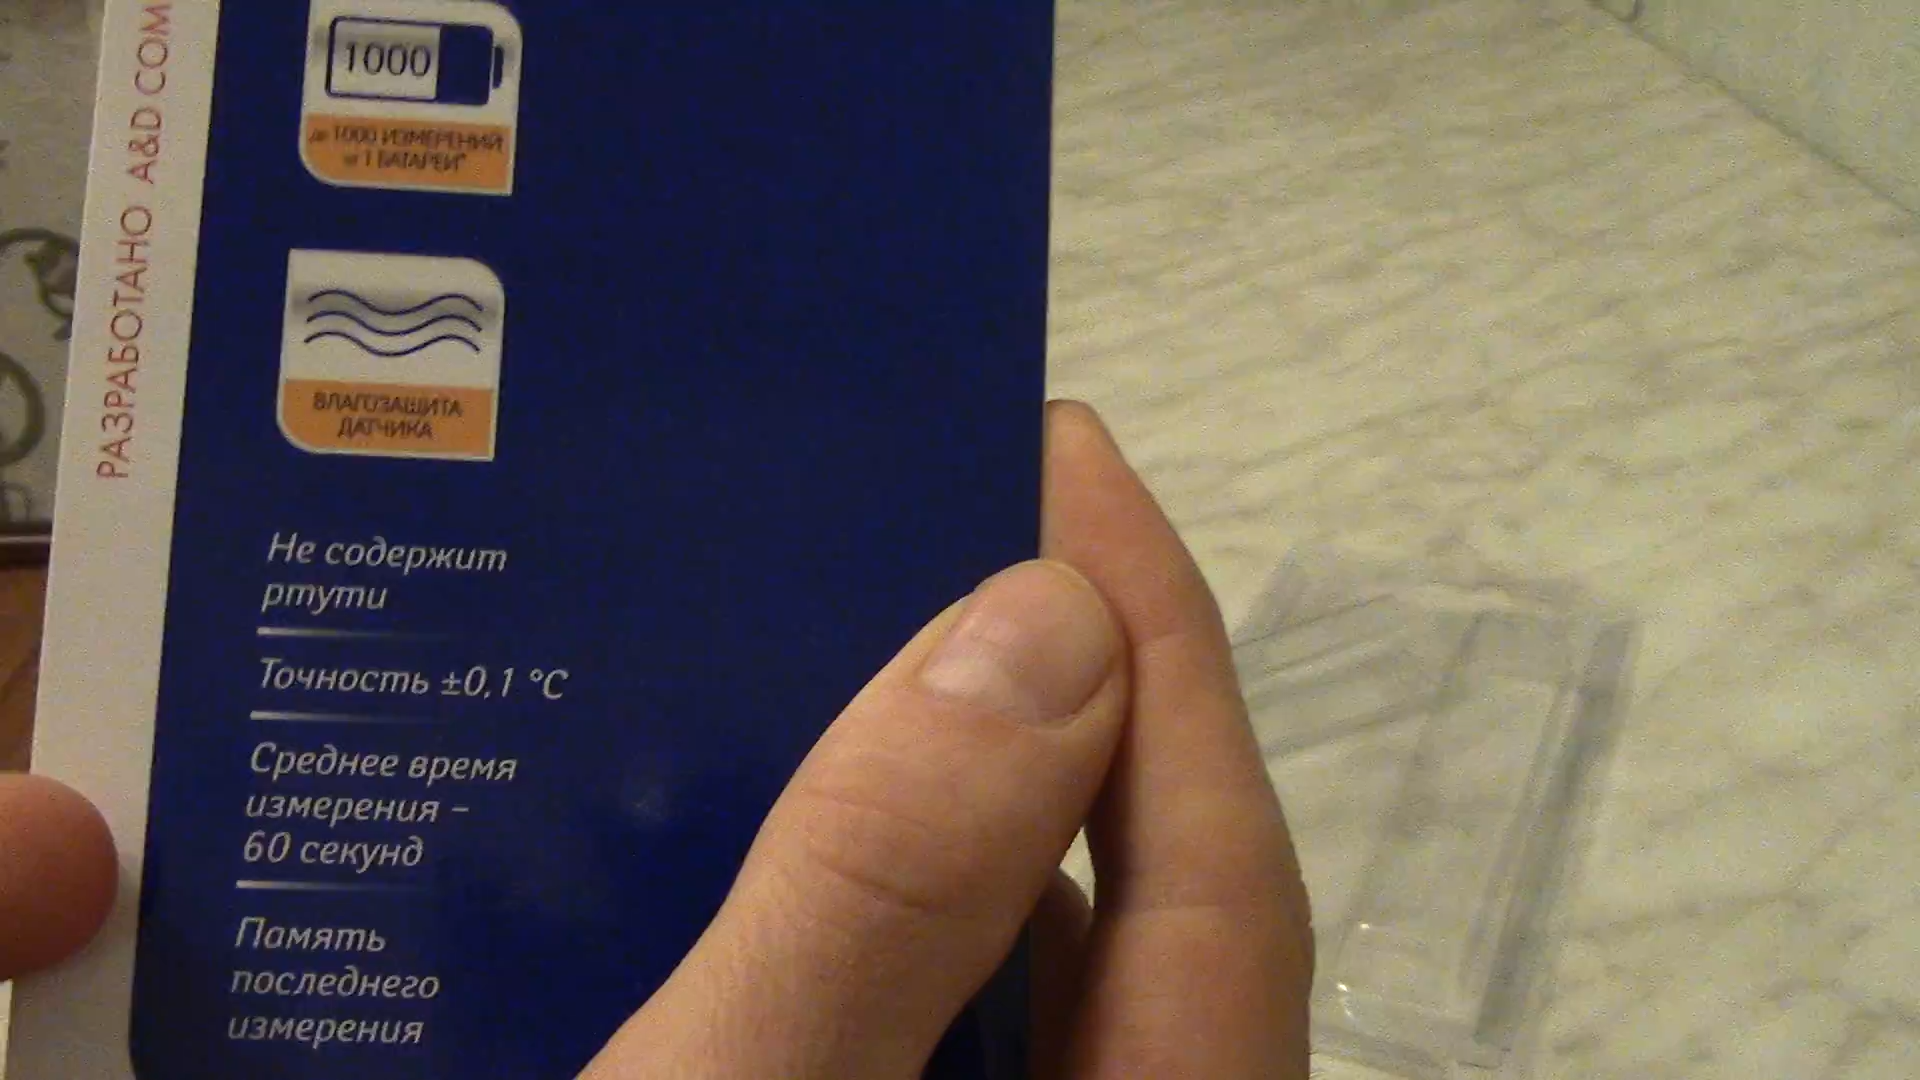 РАЗРАБОТАНО A&D COM
1000
до 1000 ИЗМЕРЕНИЙ
от 1 БАТАРЕИ*
ВЛАГОЗАЩИТА
ДАТЧИКА
Не содержит
ртути
Точность ±0,1 °C
Среднее время
измерения –
60 секунд
Память
последнего
измерения